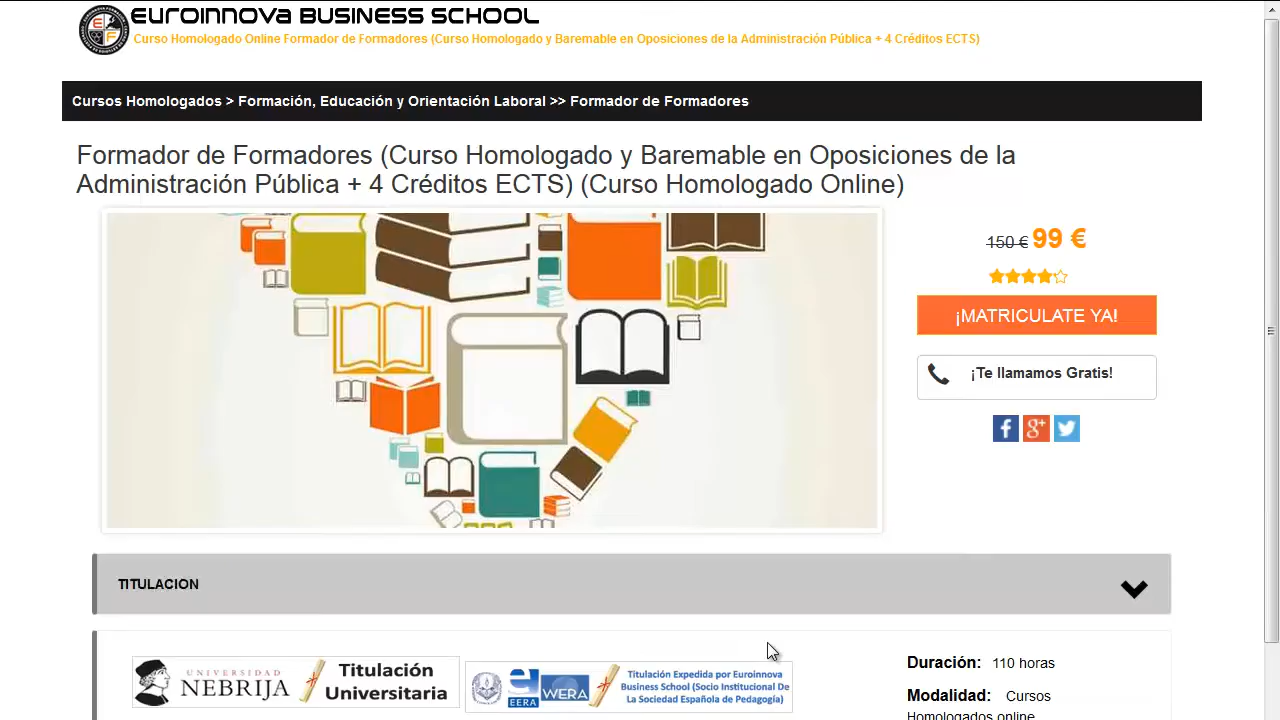 Euroinnova BUSINESS SCHOOL
Curso Homologado Online Formador de Formadores (Curso Homologado y Baremable en Oposiciones de la Administración Pública + 4 Créditos ECTS)
Cursos Homologados > Formación, Educación y Orientación Laboral >> Formador de Formadores
Formador de Formadores (Curso Homologado y Baremable en Oposiciones de la
Administración Pública + 4 Créditos ECTS) (Curso Homologado Online)
150 € 99 €
¡MATRICULATE YA!
¡Te llamamos Gratis!
TITULACION
UNIVERSIDAD
NEBRIJA
Titulación
Universitaria
EERA
WERA
Titulación Expedida por Euroinnova
Business School (Socio Institucional De
La Sociedad Española de Pedagogía)
Duración: 110 horas
Modalidad: Cursos
Homologados online